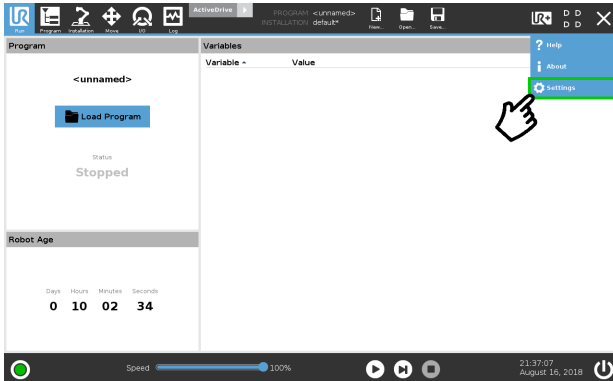 UR
Run
Program
Installation
Move
I/O
Log
ActiveDrive
PROGRAM <unnamed>
INSTALLATION default*
New...
Open...
Save...
UR+
D D
D D
Program
<unnamed>
Load Program
Status
Stopped
Robot Age
Days Hours Minutes Seconds
0 10 02 34
Variables
Variable Value
? Help
i About
Settings
Speed 100%
21:37:07
August 16, 2018